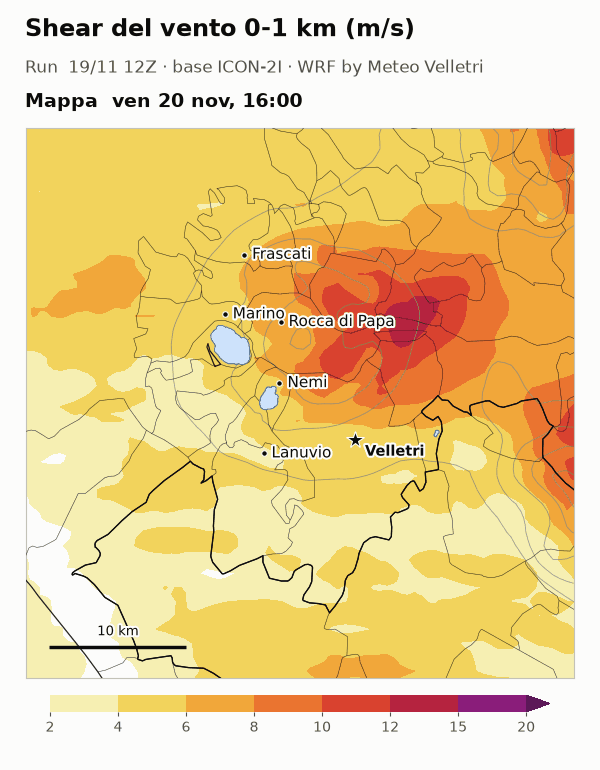 Shear del vento 0-1 km (m/s)
Run  19/11 12Z · base ICON-2I · WRF by Meteo Velletri
Mappa  ven 20 nov, 16:00
Frascati
Marino
Rocca di Papa
Nemi
Velletri
Lanuvio
10 km
2 4 6 8 10 12 15 20